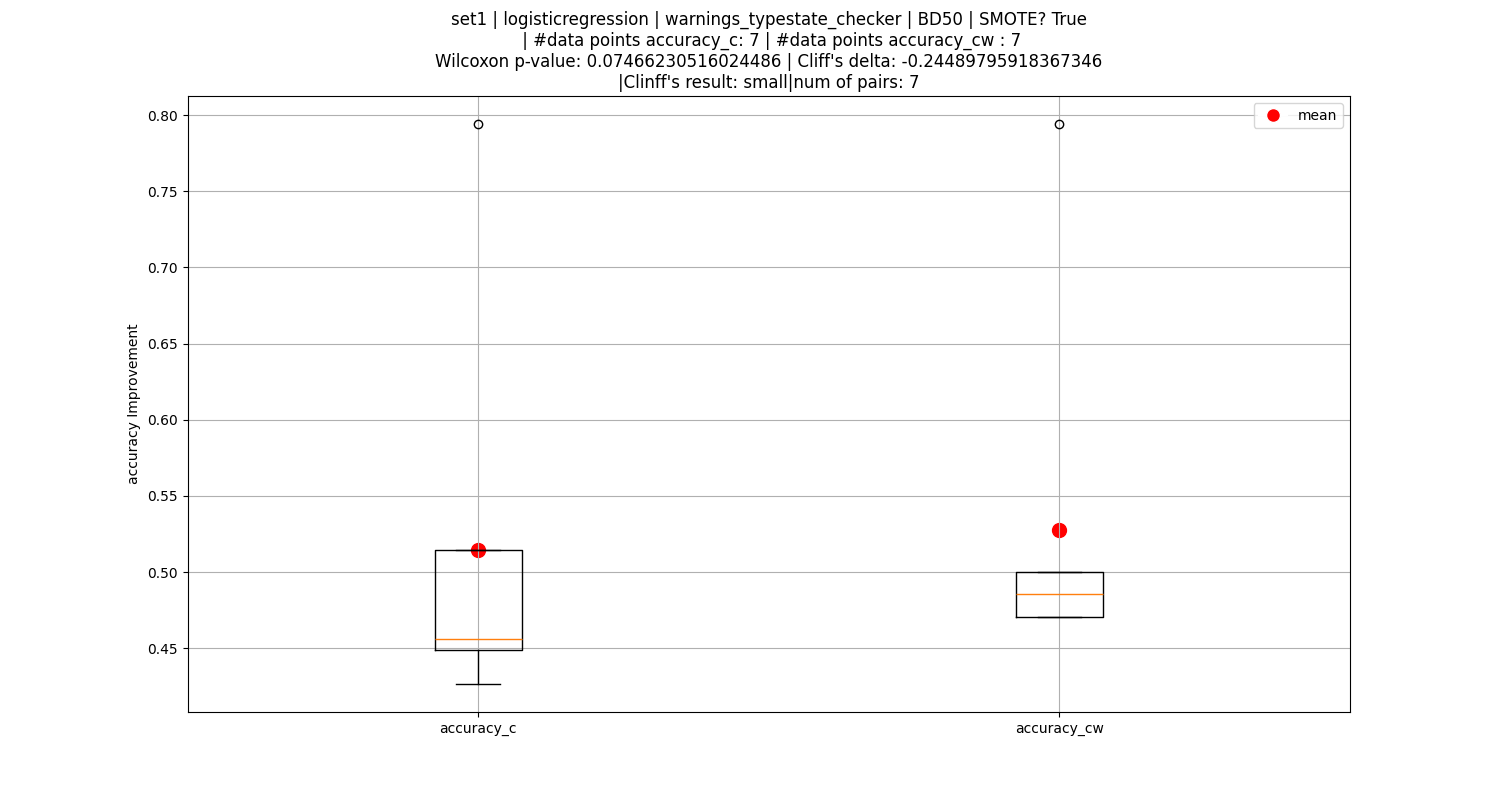 set1 | logisticregression | warnings_typestate_checker | BD50 | SMOTE? True
| #data points accuracy_c: 7 | #data points accuracy_cw : 7
Wilcoxon p-value: 0.07466230516024486 | Cliff's delta: -0.24489795918367346
|Clinff's result: small|num of pairs: 7
mean
0.80
0.75
0.70
0.65
0.60
0.55
0.50
0.45
accuracy Improvement
accuracy_c
accuracy_cw